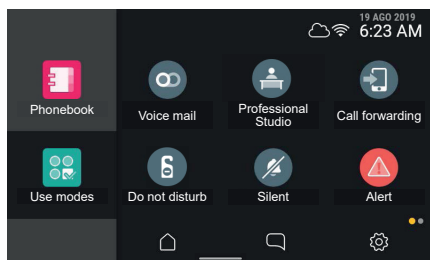 19 AGO 2019
6:23 AM
Phonebook
Voice mail
Professional
Studio
Call forwarding
Use modes
Do not disturb
Silent
Alert